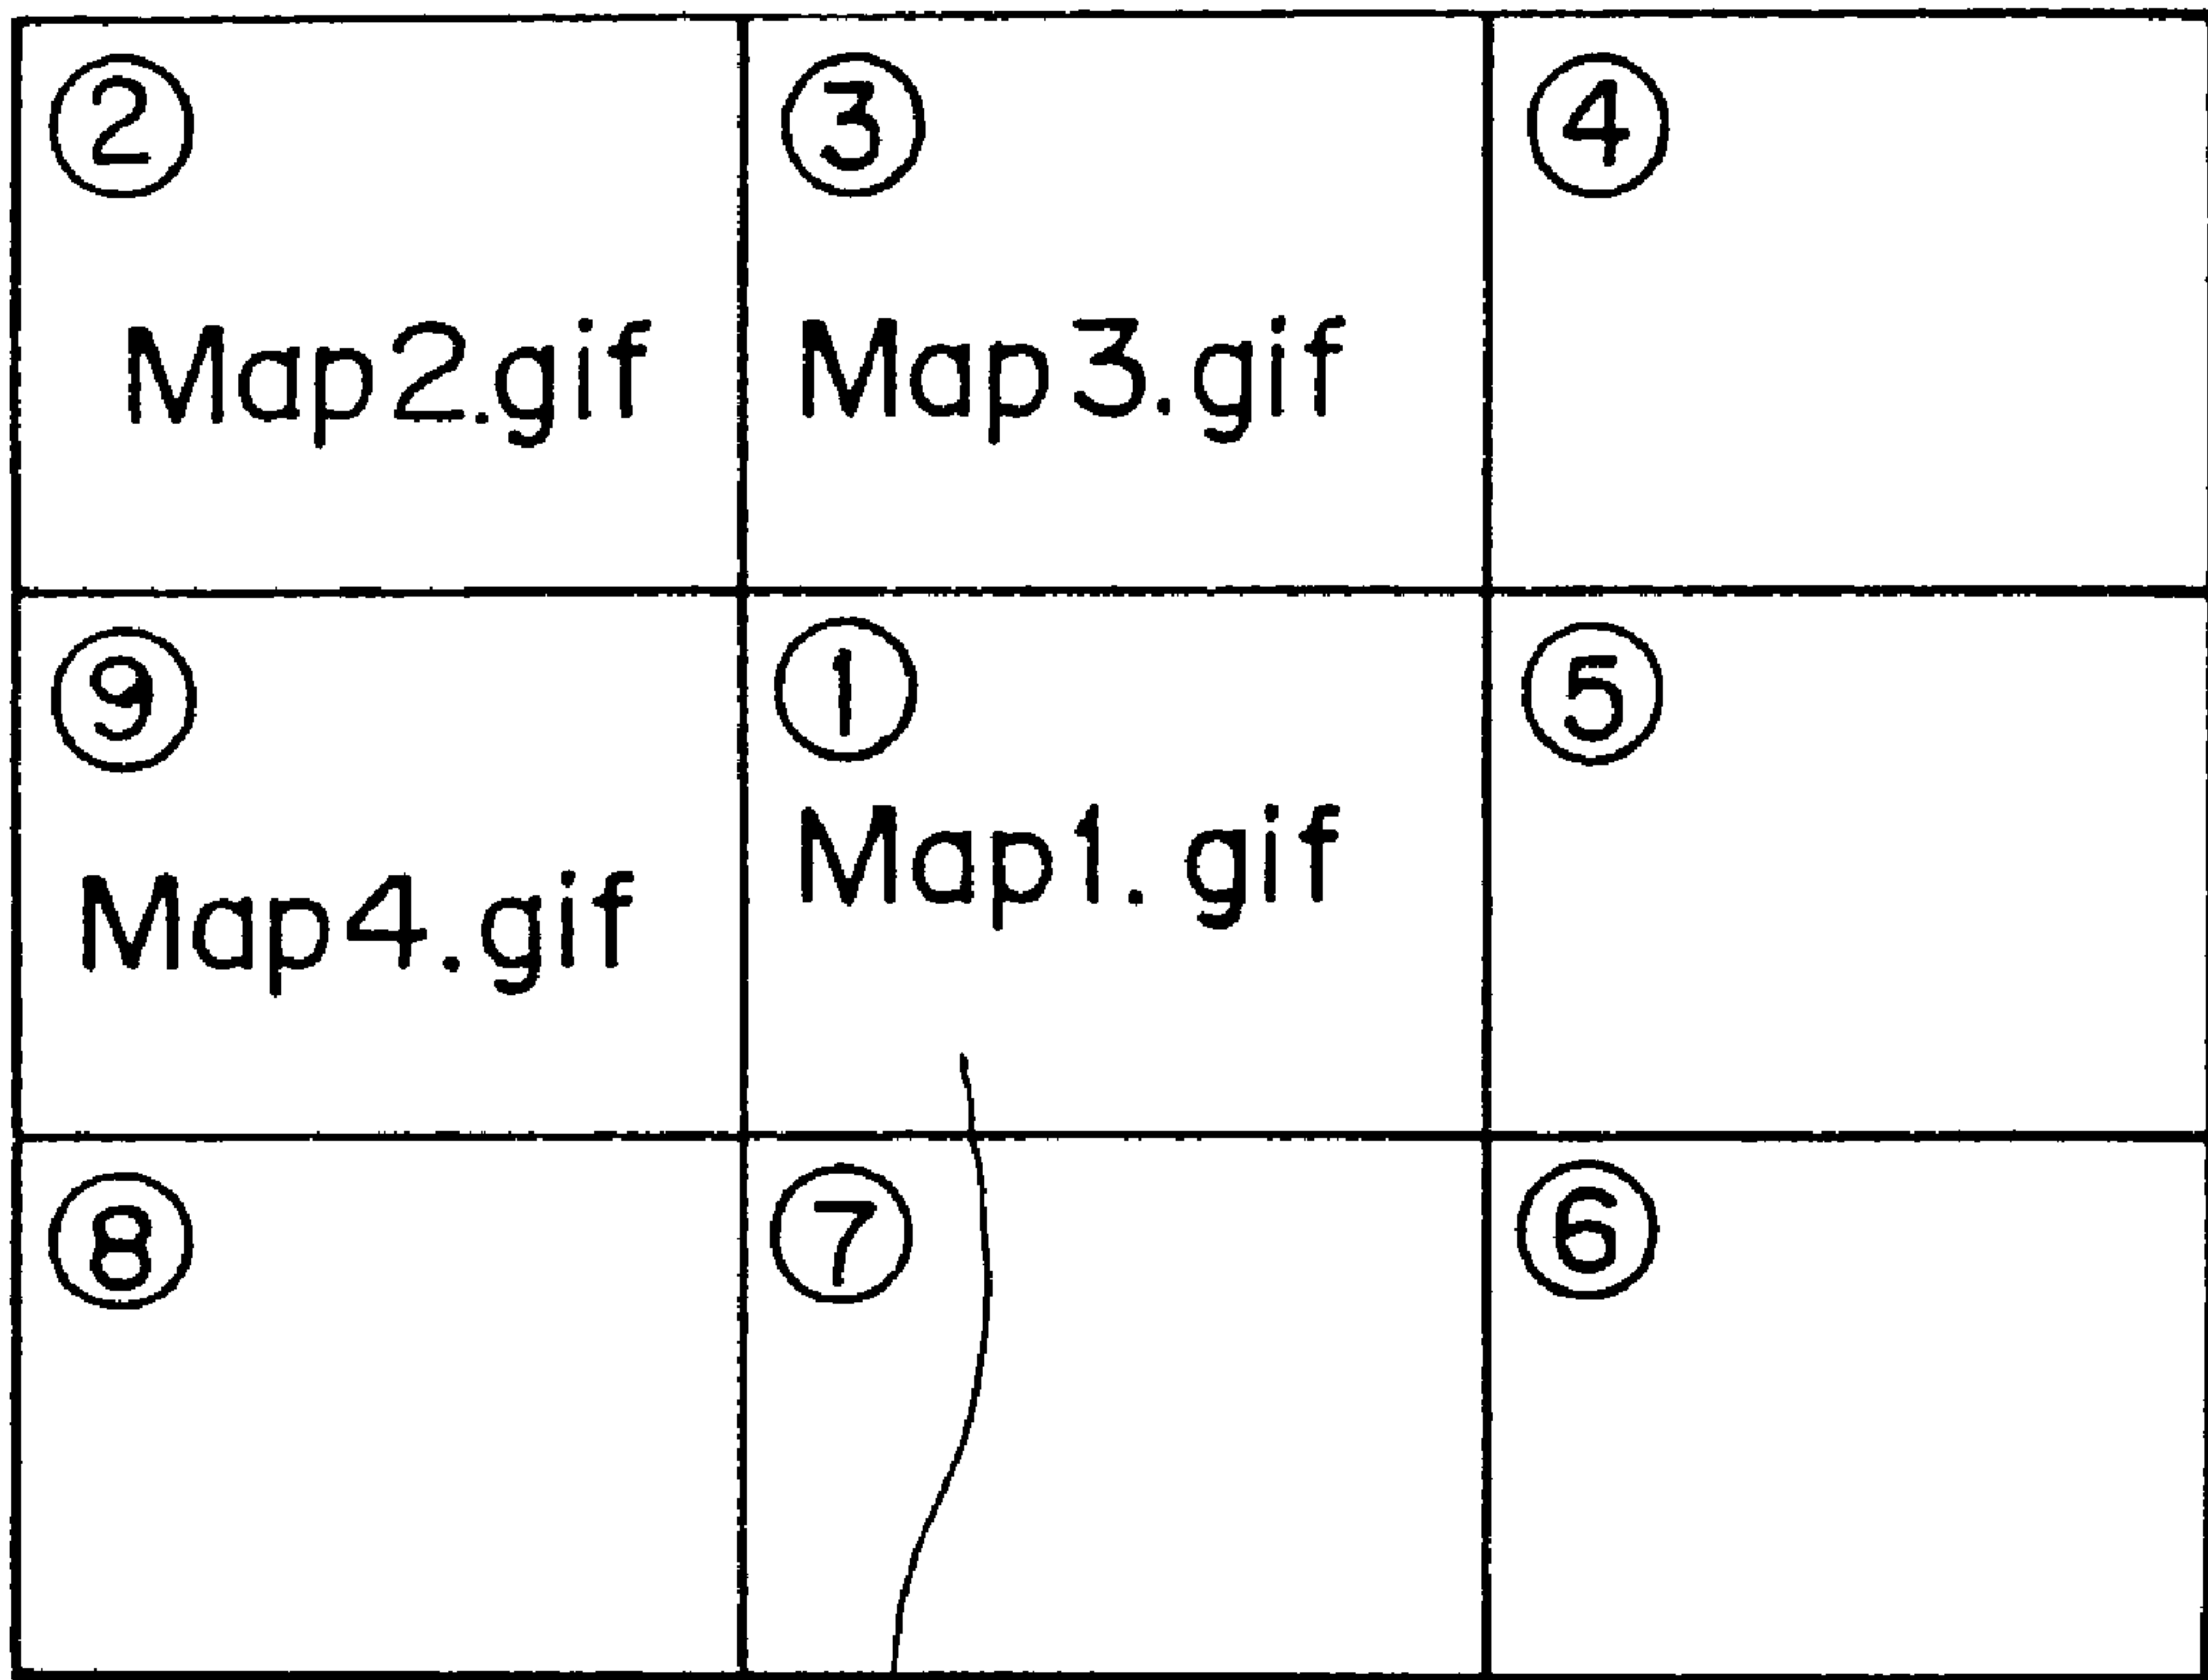 ② ③ ④
Map2.gif Map3.gif
⑨ ① ⑤
Map4.gif Map1.gif
⑧ ⑦ ⑥